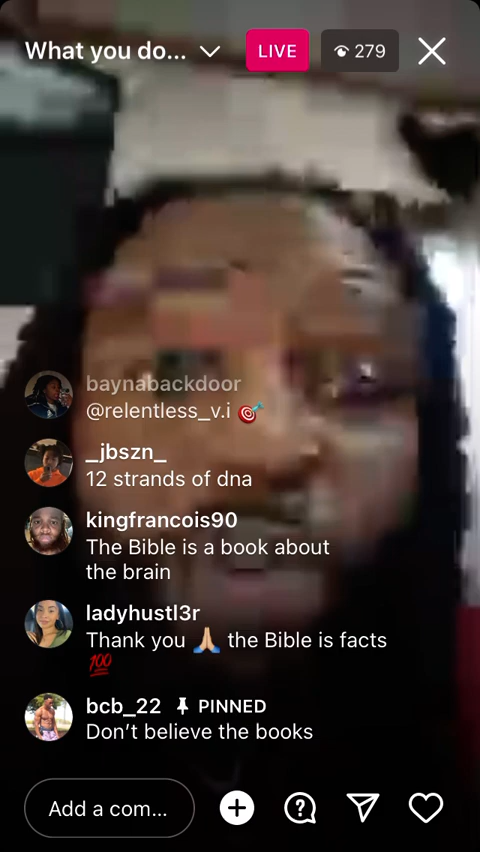 What you do... LIVE 279
baynabackdoor
@relentless_v.i 🎯
_jbszn_
12 strands of dna
kingfrancois90
The Bible is a book about
the brain
ladyhustl3r
Thank you 🙏🏼 the Bible is facts
💯
bcb_22 PINNED
Don’t believe the books
Add a com...